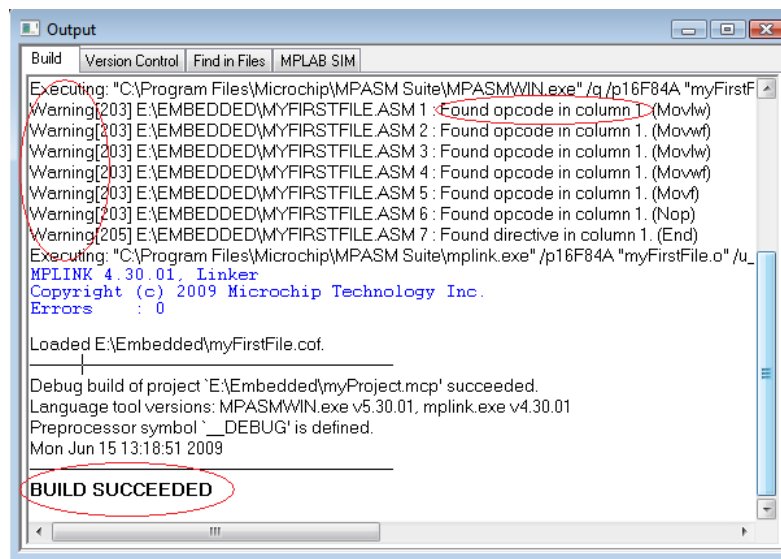 Output
Build Version Control Find in Files MPLAB SIM
Executing: "C:\Program Files\Microchip\MPASM Suite\MPASMWIN.exe" /q /p16F84A "myFirstF
Warning[203] E:\EMBEDDED\MYFIRSTFILE.ASM 1 : Found opcode in column 1. (Movlw)
Warning[203] E:\EMBEDDED\MYFIRSTFILE.ASM 2 : Found opcode in column 1. (Movwf)
Warning[203] E:\EMBEDDED\MYFIRSTFILE.ASM 3 : Found opcode in column 1. (Movlw)
Warning[203] E:\EMBEDDED\MYFIRSTFILE.ASM 4 : Found opcode in column 1. (Movwf)
Warning[203] E:\EMBEDDED\MYFIRSTFILE.ASM 5 : Found opcode in column 1. (Movf)
Warning[203] E:\EMBEDDED\MYFIRSTFILE.ASM 6 : Found opcode in column 1. (Nop)
Warning[205] E:\EMBEDDED\MYFIRSTFILE.ASM 7 : Found directive in column 1. (End)
Executing: "C:\Program Files\Microchip\MPASM Suite\mplink.exe" /p16F84A "myFirstFile.o" /u_
MPLINK 4.30.01, Linker
Copyright (c) 2009 Microchip Technology Inc.
Errors : 0
Loaded E:\Embedded\myFirstFile.cof.
Debug build of project `E:\Embedded\myProject.mcp' succeeded.
Language tool versions: MPASMWIN.exe v5.30.01, mplink.exe v4.30.01
Preprocessor symbol `__DEBUG' is defined.
Mon Jun 15 13:18:51 2009
BUILD SUCCEEDED